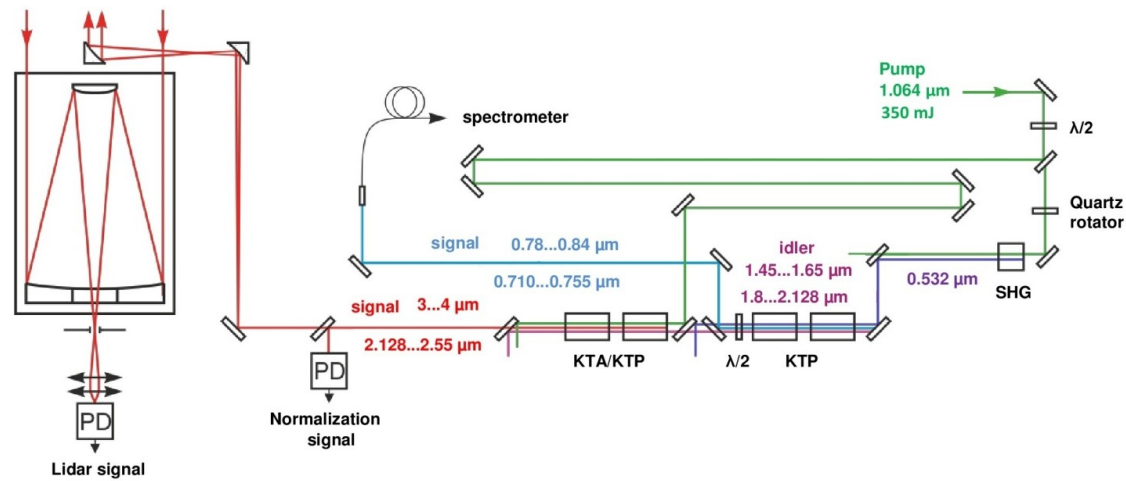 Pump
1.064 µm
350 mJ
λ/2
spectrometer
Quartz
rotator
signal 0.78...0.84 µm
0.710...0.755 µm
idler
1.45...1.65 µm
1.8...2.128 µm
0.532 µm
SHG
signal 3...4 µm
2.128...2.55 µm
KTA/KTP
λ/2
KTP
PD
Normalization
signal
PD
Lidar signal